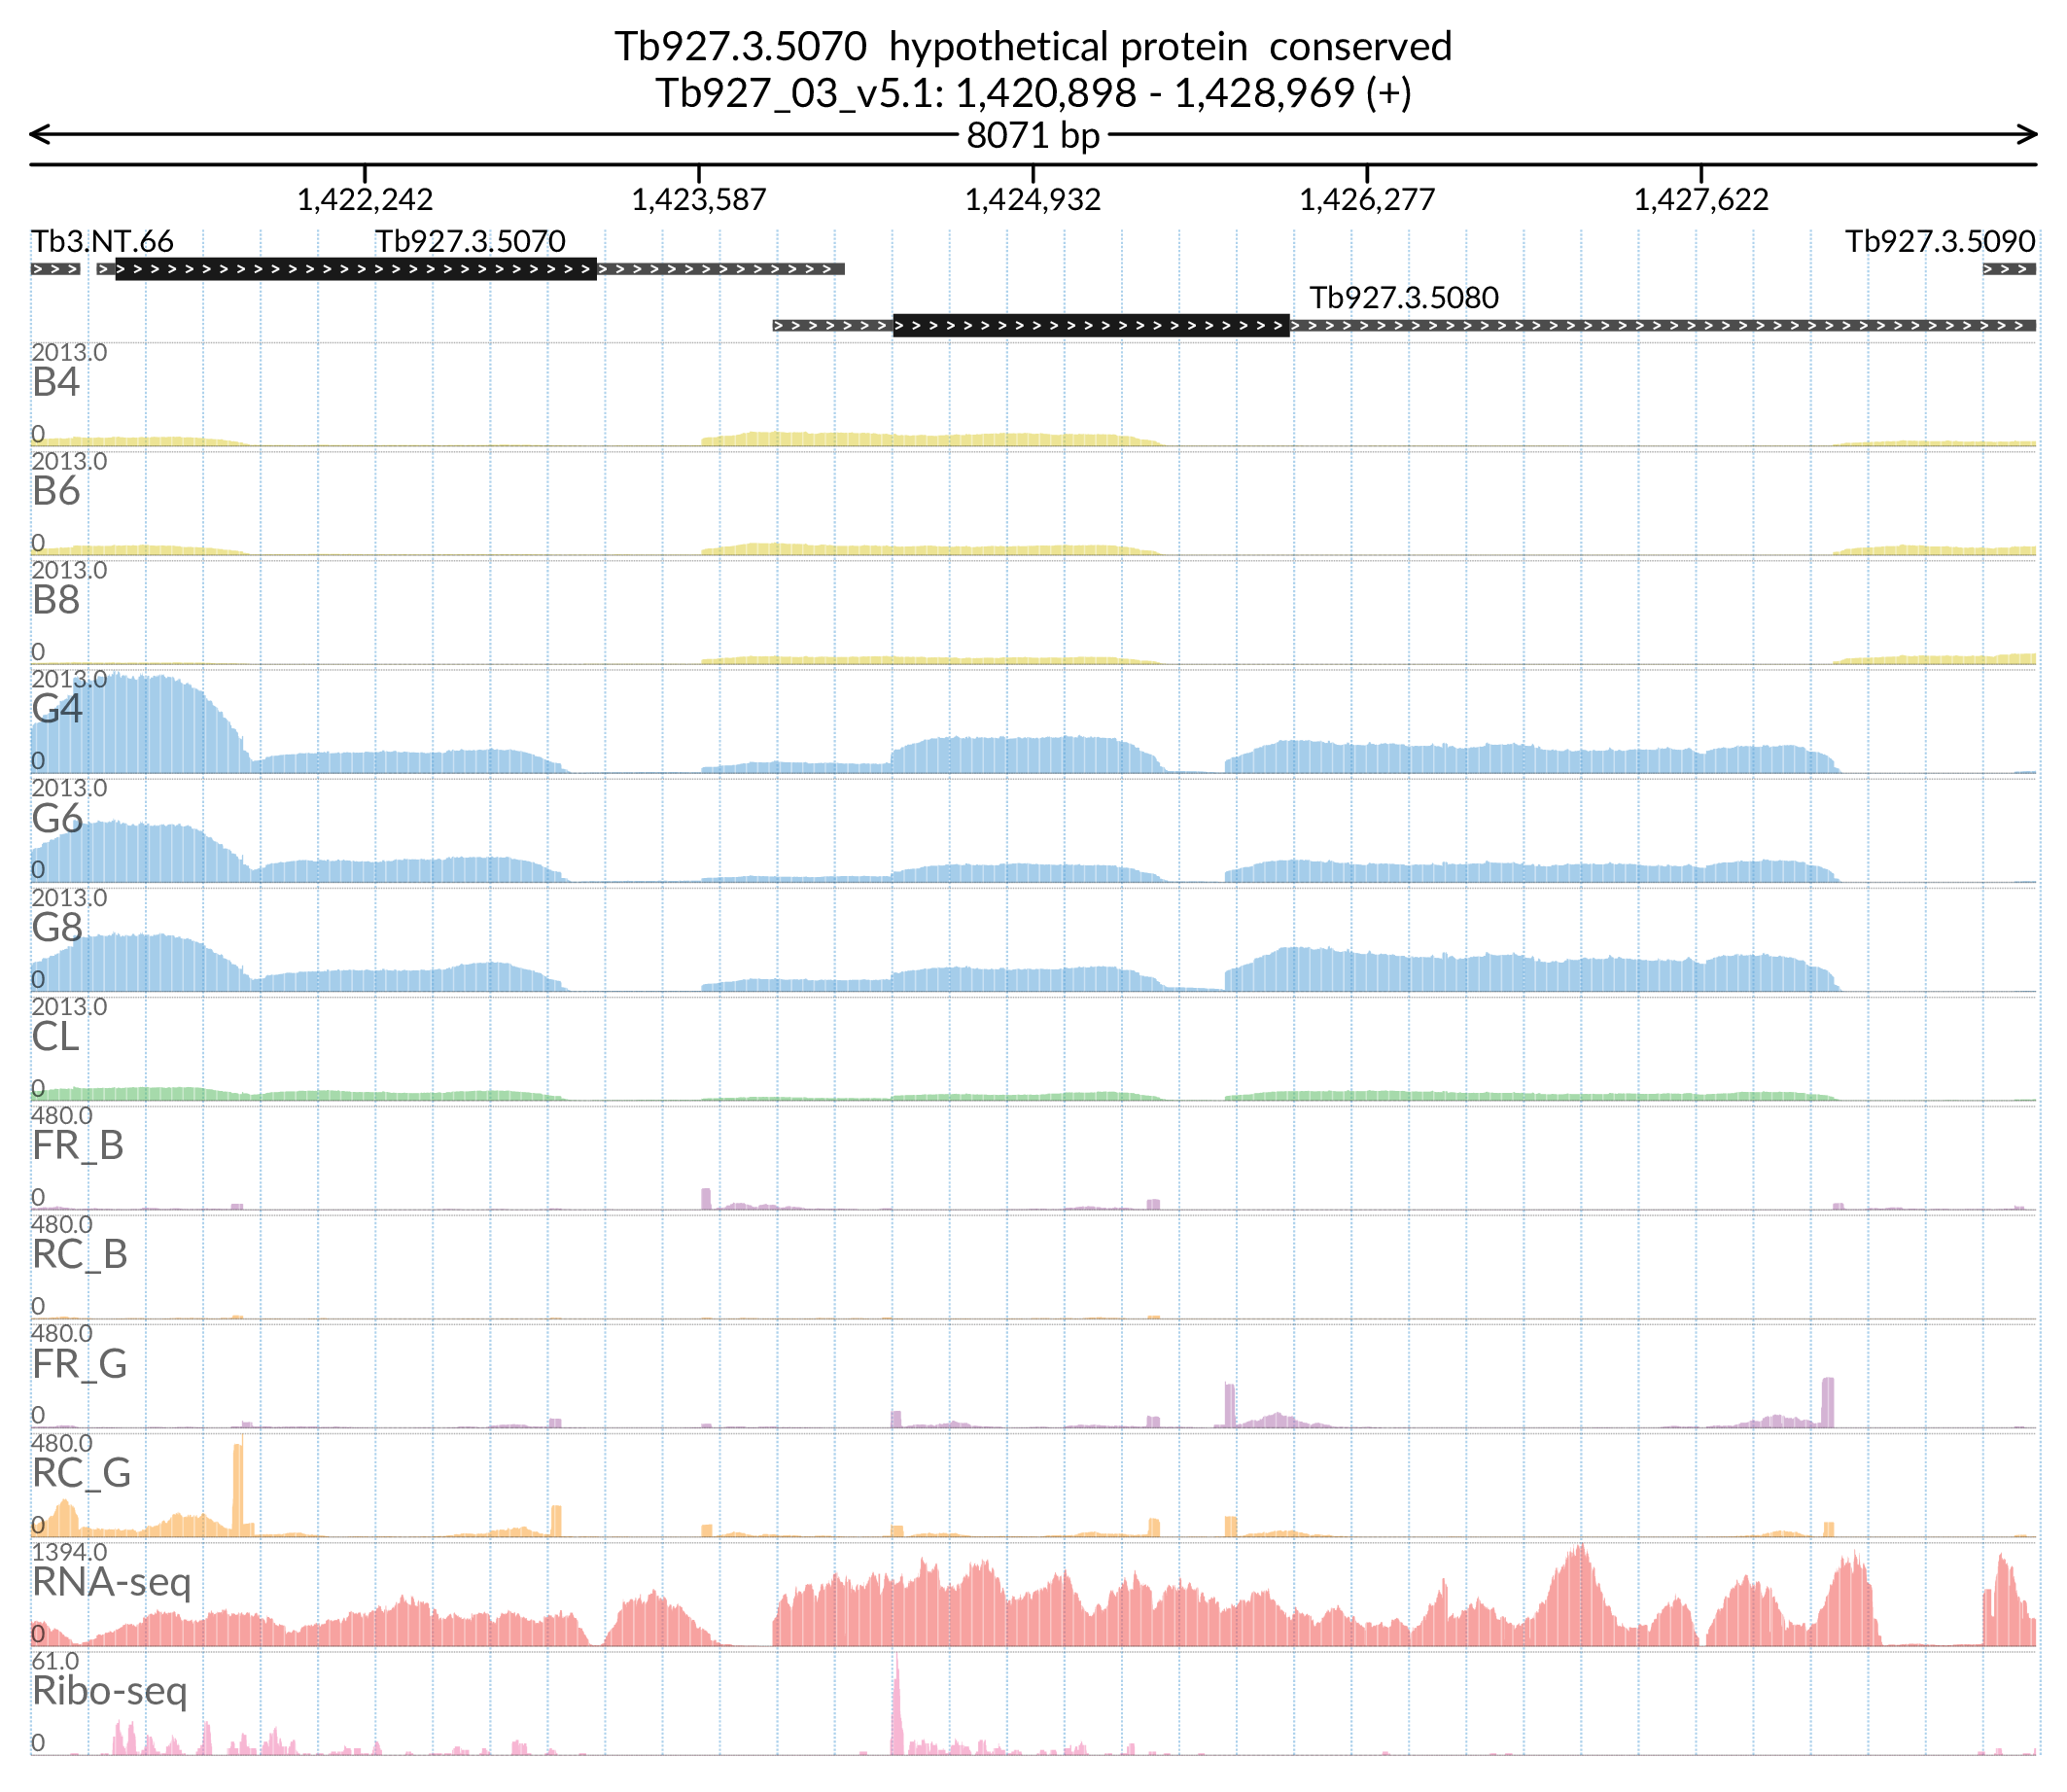 Tb927.3.5070  hypothetical protein  conserved
Tb927_03_v5.1: 1,420,898 - 1,428,969 (+)
8071 bp
1,422,242 1,423,587 1,424,932 1,426,277 1,427,622
Tb3.NT.66 Tb927.3.5070 Tb927.3.5090
Tb927.3.5080
2013.0
B4
0
2013.0
B6
0
2013.0
B8
0
2013.0
G4
0
2013.0
G6
0
2013.0
G8
0
2013.0
CL
0
480.0
FR_B
0
480.0
RC_B
0
480.0
FR_G
0
480.0
RC_G
0
1394.0
RNA-seq
0
61.0
Ribo-seq
0